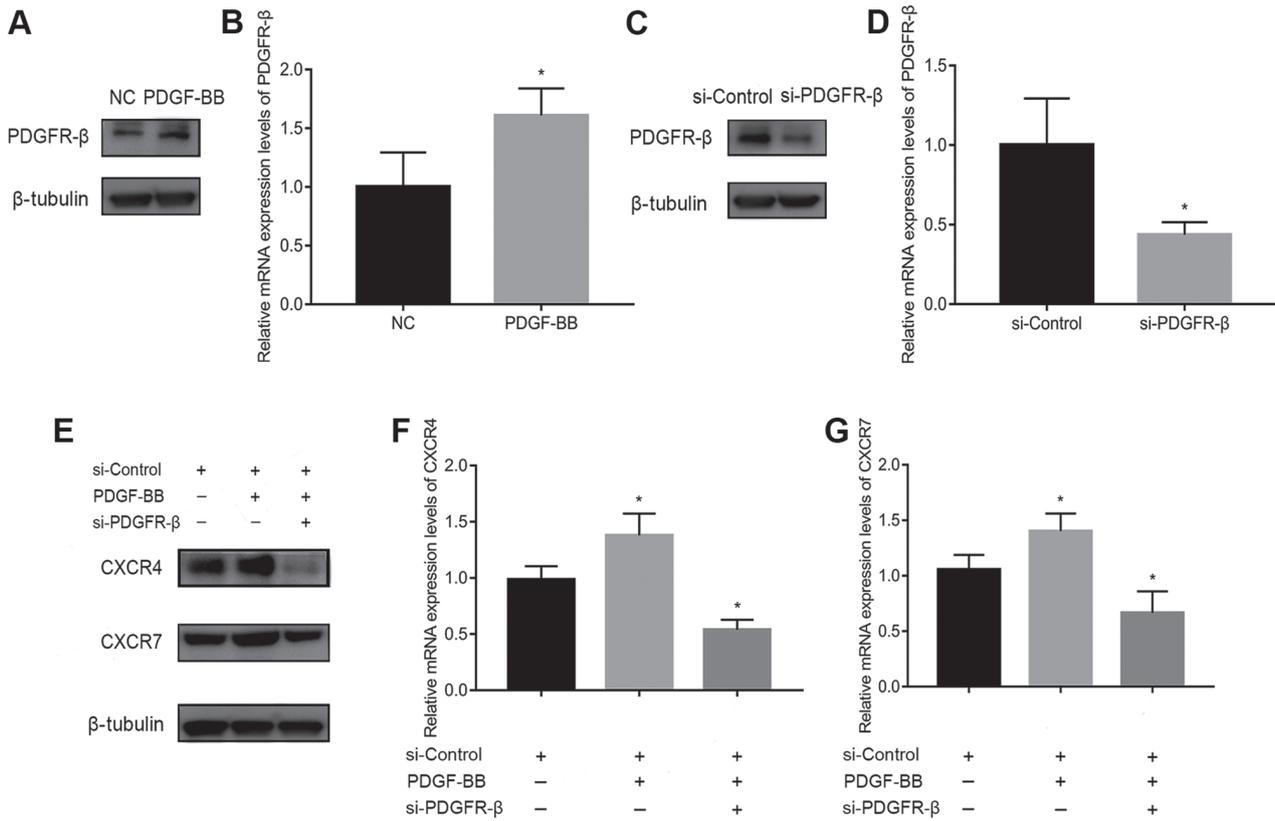 A
NC PDGF-BB
PDGFR-β
β-tubulin
B
Relative mRNA expression levels of PDGFR-β
2.0
*
1.5
1.0
0.5
0.0
NC PDGF-BB
C
si-Control si-PDGFR-β
PDGFR-β
β-tubulin
D
Relative mRNA expression levels of PDGFR-β
1.5
1.0
0.5
*
0.0
si-Control si-PDGFR-β
E
si-Control + + +
PDGF-BB – + +
si-PDGFR-β – – +
CXCR4
CXCR7
β-tubulin
F
Relative mRNA expression levels of CXCR4
2.0
*
1.5
1.0
*
0.5
0.0
si-Control + + +
PDGF-BB – + +
si-PDGFR-β – – +
G
Relative mRNA expression levels of CXCR7
2.0
*
1.5
1.0
*
0.5
0.0
si-Control + + +
PDGF-BB – + +
si-PDGFR-β – – +